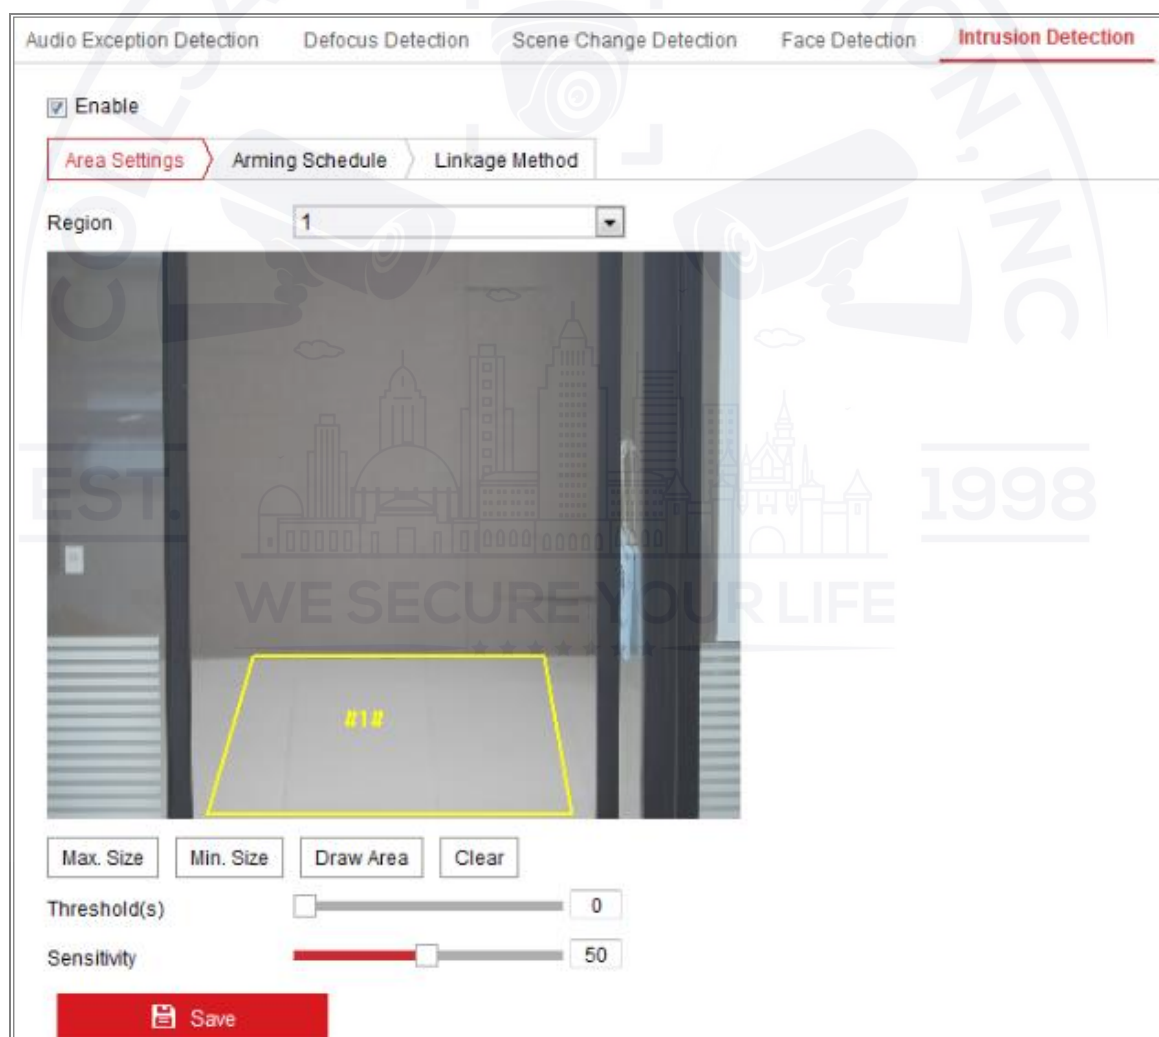 Audio Exception Detection Defocus Detection Scene Change Detection Face Detection Intrusion Detection
Enable
Area Settings Arming Schedule Linkage Method
Region 1
#1#
Max. Size Min. Size Draw Area Clear
Threshold(s) 0
Sensitivity 50
Save
EST. 1998
WE SECURE YOUR LIFE
, INC